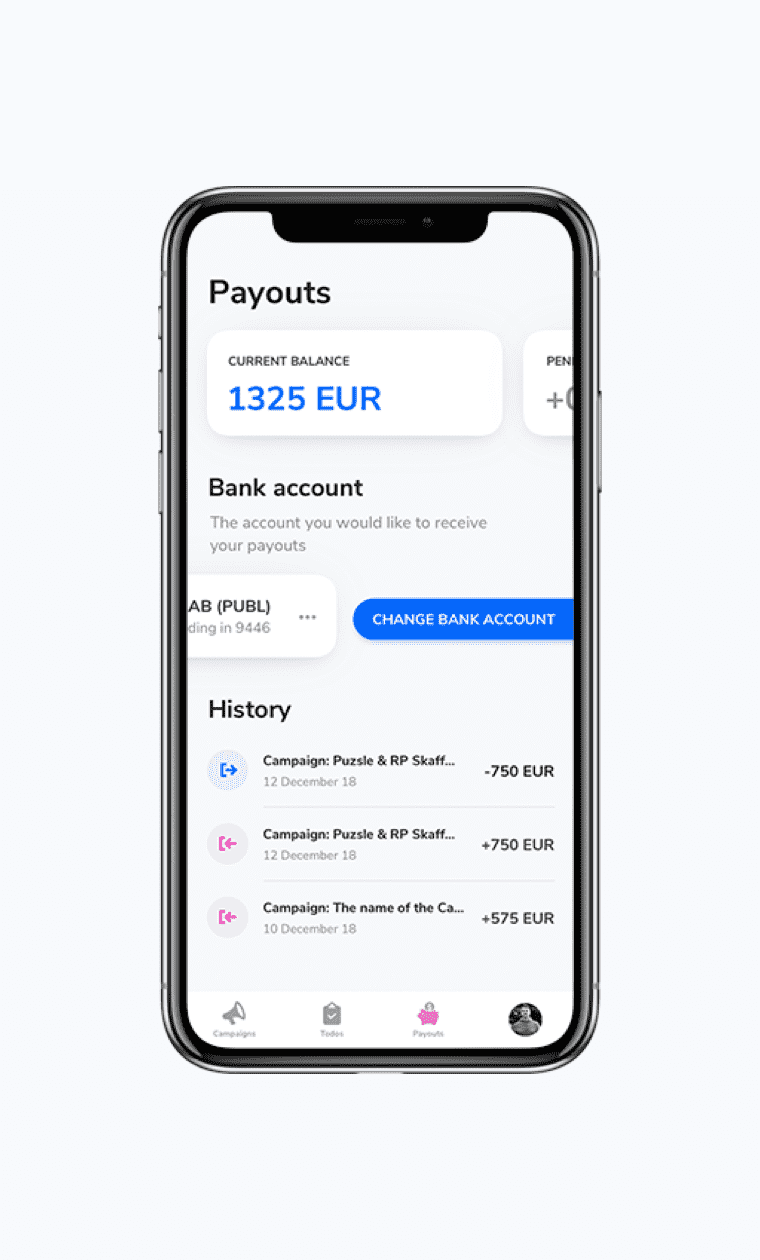 Payouts
CURRENT BALANCE
1325 EUR
PEN
+0
Bank account
The account you would like to receive
your payouts
AB (PUBL)
ding in 9446
CHANGE BANK ACCOUNT
History
Campaign: Puzsle & RP Skaff...
12 December 18
-750 EUR
Campaign: Puzsle & RP Skaff...
12 December 18
+750 EUR
Campaign: The name of the Ca...
10 December 18
+575 EUR
Campaigns
Todos
Payouts